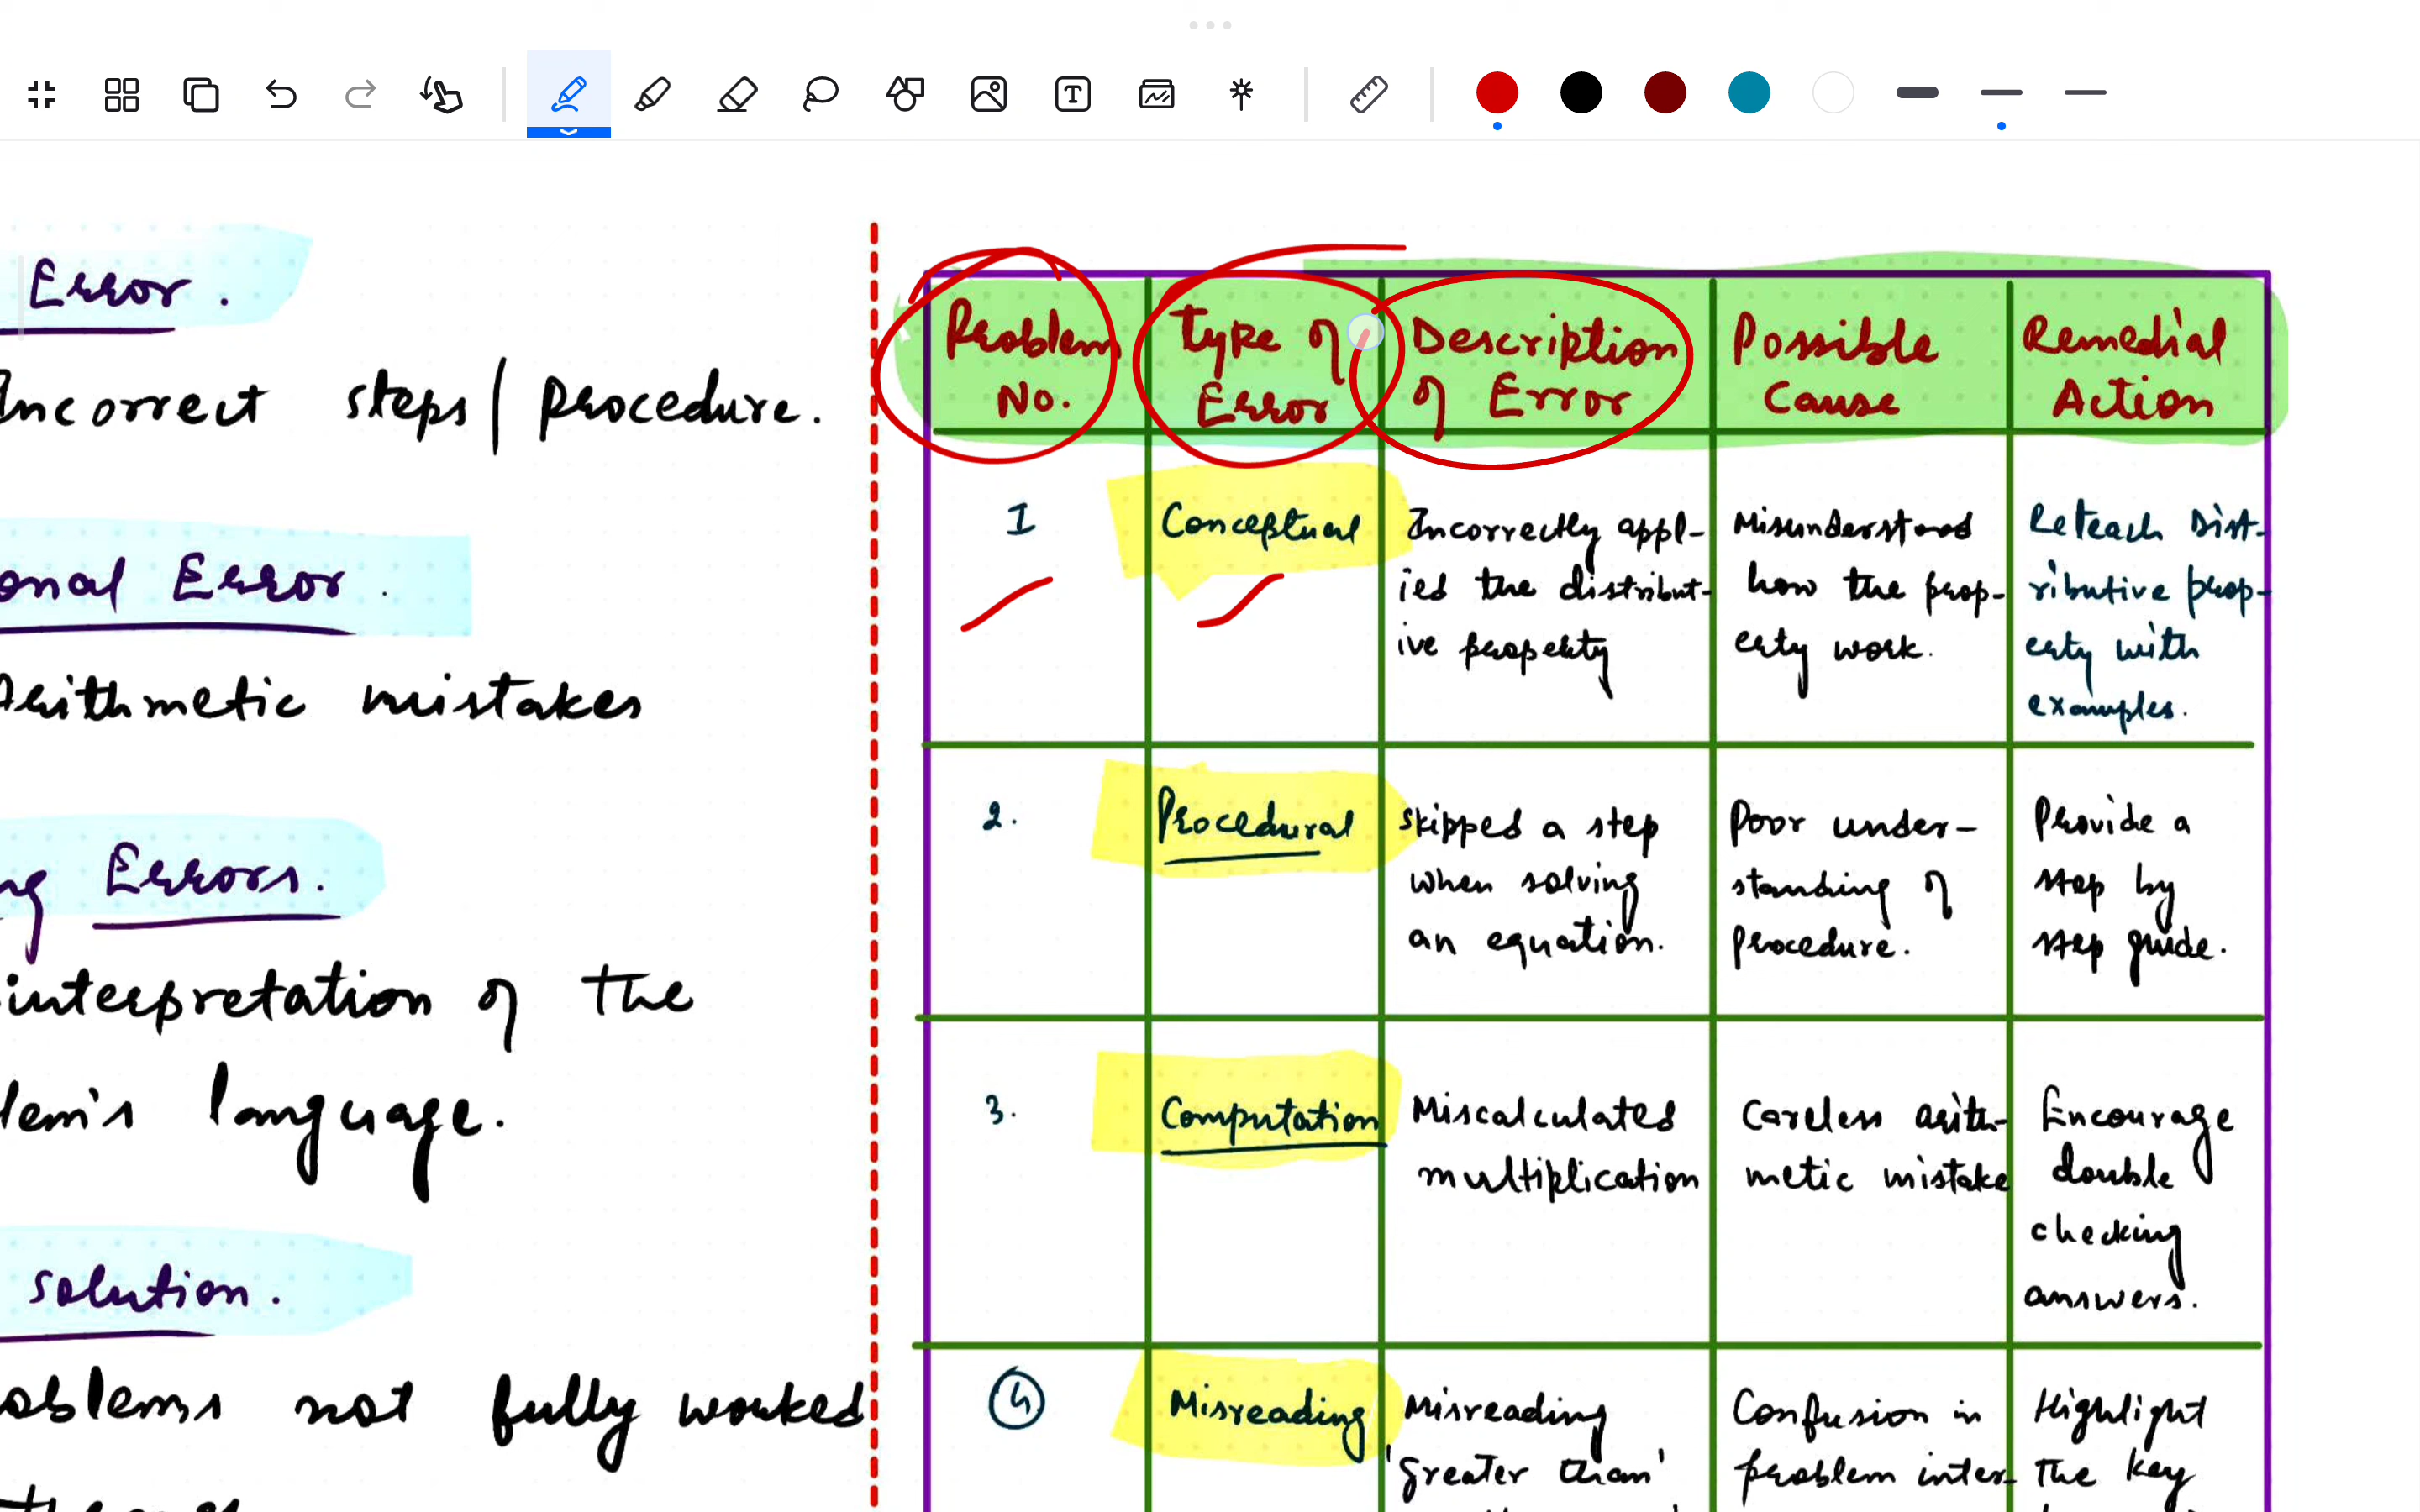 Error.
Incorrect steps/procedure.
onal Error.
Arithmetic mistakes
ng Errors.
interpretation of the
lem's language.
solution.
oblems not fully worked
Problem No.
Type of Error
Description of Error
Possible Cause
Remedial Action
1
Conceptual
Incorrectly appl-
ied the distribut-
ive property
Misunderstood
how the prop-
erty work.
Reteach Dist-
ributive prop-
erty with
examples.
2.
Procedural
Skipped a step
when solving
an equation.
Poor under-
standing of
procedure.
Provide a
step by
step guide.
3.
Computation
Miscalculated
multiplication
Careless arith-
metic mistake
Encourage
double
checking
answers.
4
Misreading
Misreading
'greater than'
Confusion in
problem inter-
Highlight
the key